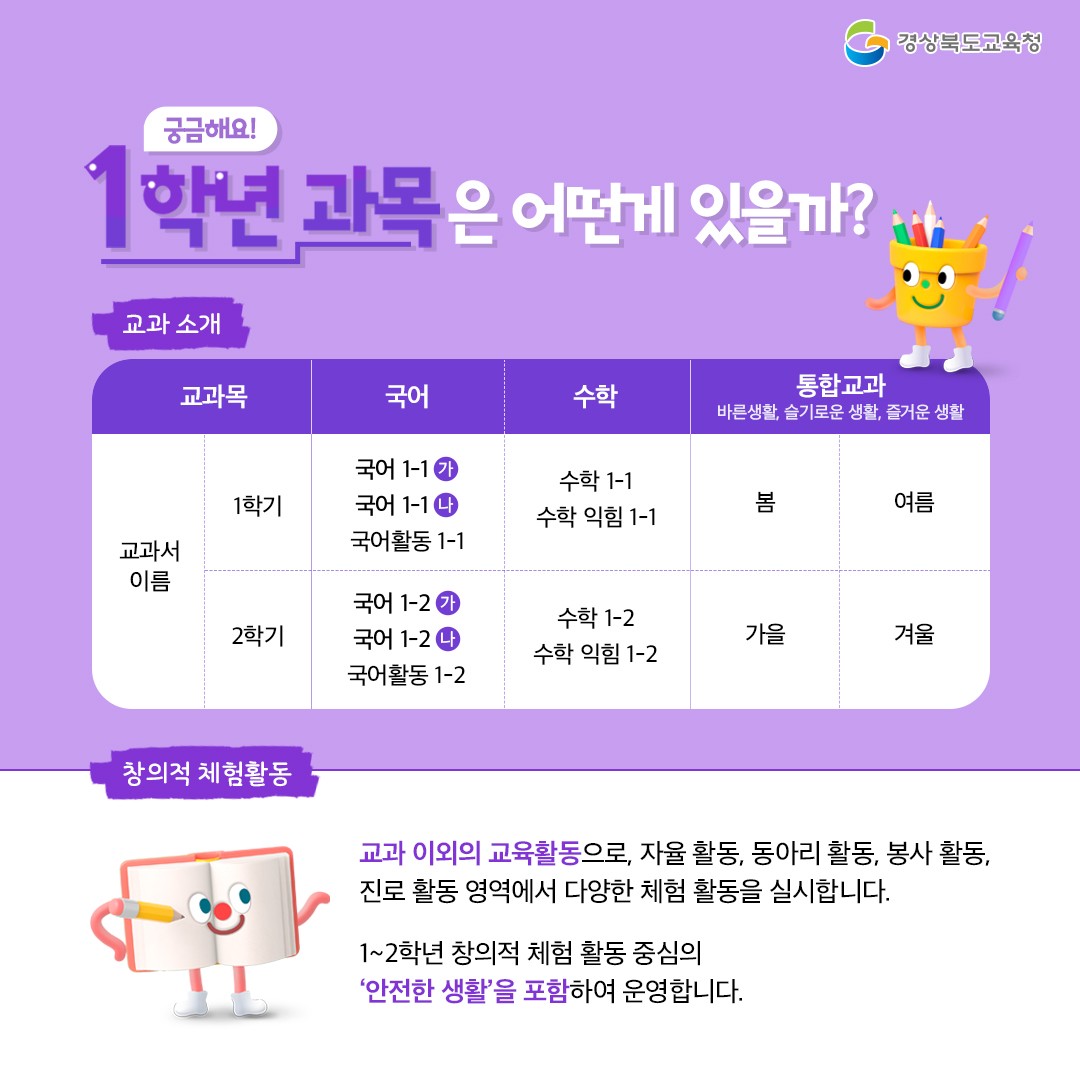 경상북도교육청
궁금해요!
1학년 과목은 어떤게 있을까?
교과 소개
교과목
국어
수학
통합교과
바른생활, 슬기로운 생활, 즐거운 생활
교과서
이름
1학기
국어 1-1 가
국어 1-1 나
국어활동 1-1
수학 1-1
수학 익힘 1-1
봄
여름
2학기
국어 1-2 가
국어 1-2 나
국어활동 1-2
수학 1-2
수학 익힘 1-2
가을
겨울
창의적 체험활동
교과 이외의 교육활동으로, 자율 활동, 동아리 활동, 봉사 활동,
진로 활동 영역에서 다양한 체험 활동을 실시합니다.
1~2학년 창의적 체험 활동 중심의
‘안전한 생활’을 포함하여 운영합니다.